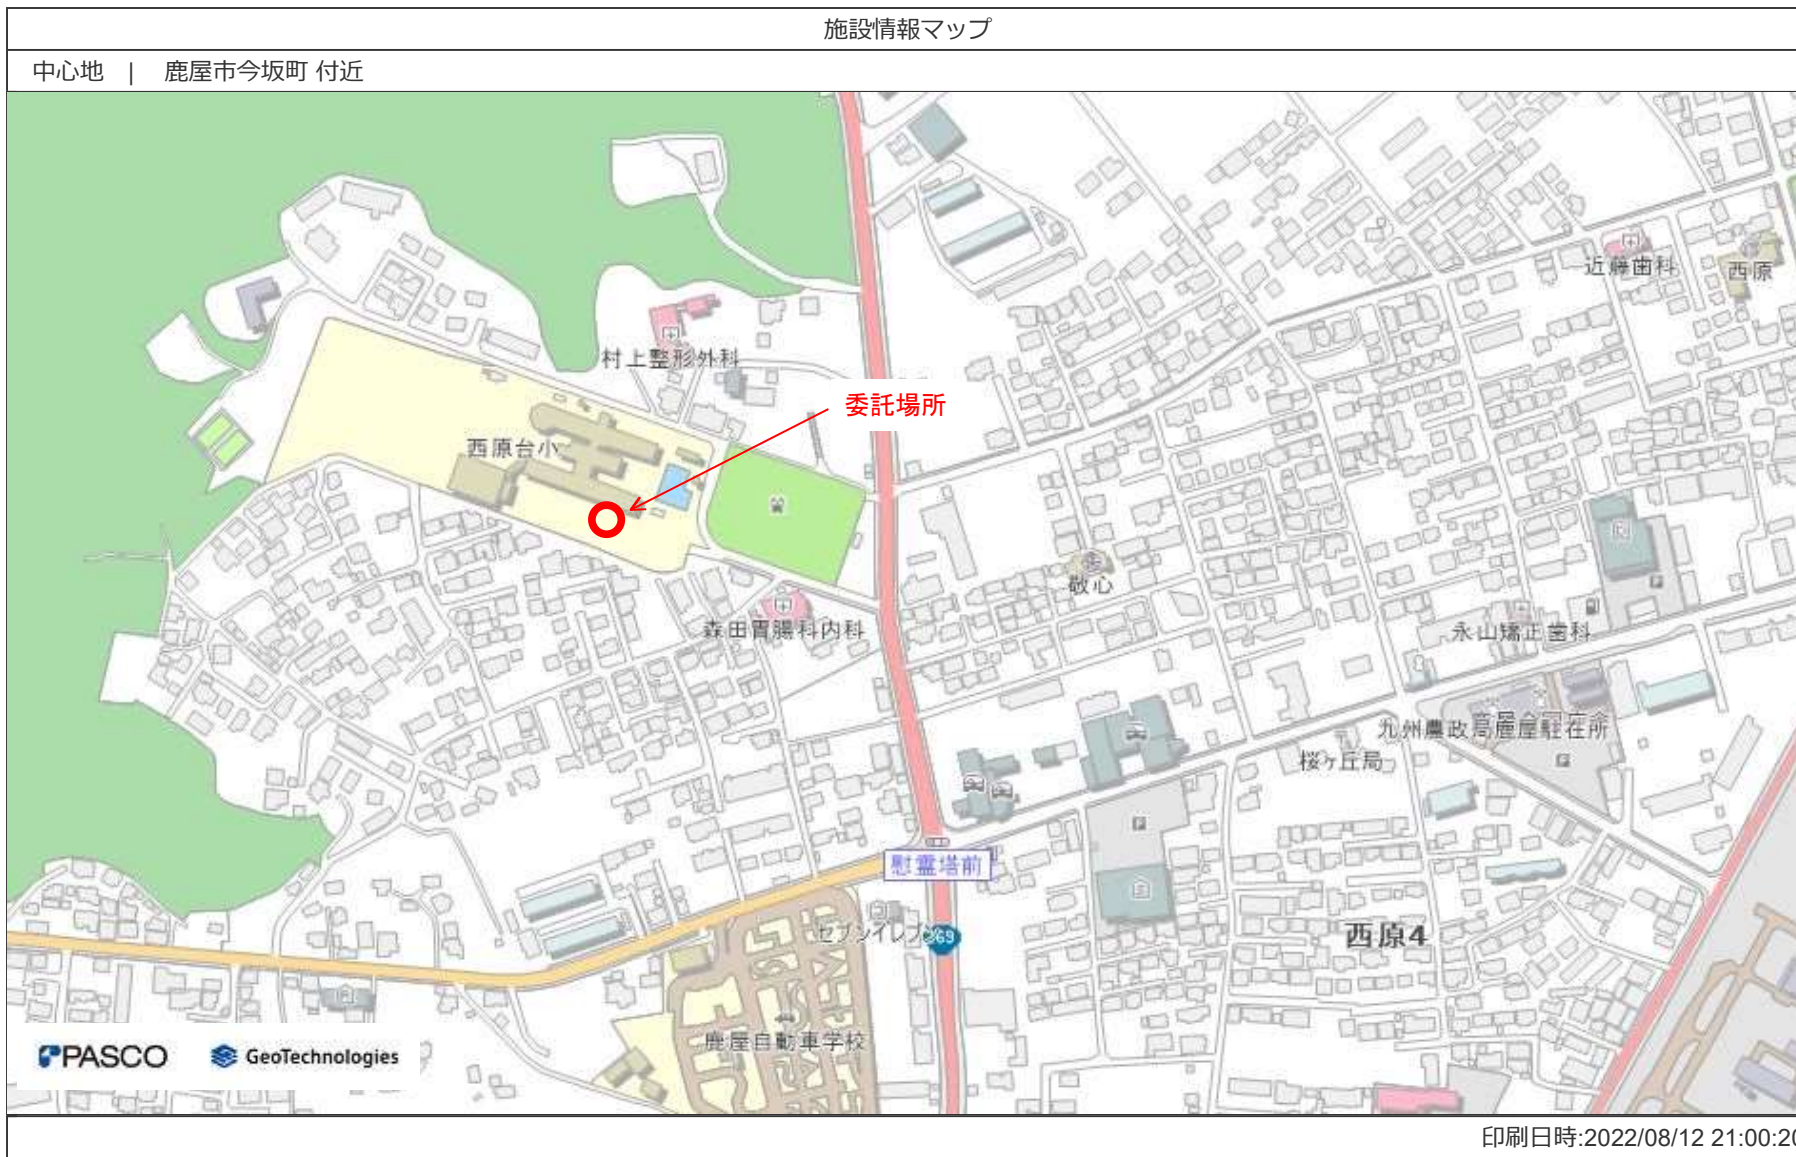 施設情報マップ
中心地 | 鹿屋市今坂町 付近
近藤歯科
西原
村上整形外科
委託場所
西原台小
敬心
森田胃腸科内科
永山矯正歯科
九州農政局鹿屋駐在所
桜ヶ丘局
慰霊塔前
セブンイレブン
269
西原4
鹿屋自動車学校
PASCO
GeoTechnologies
印刷日時:2022/08/12 21:00:20